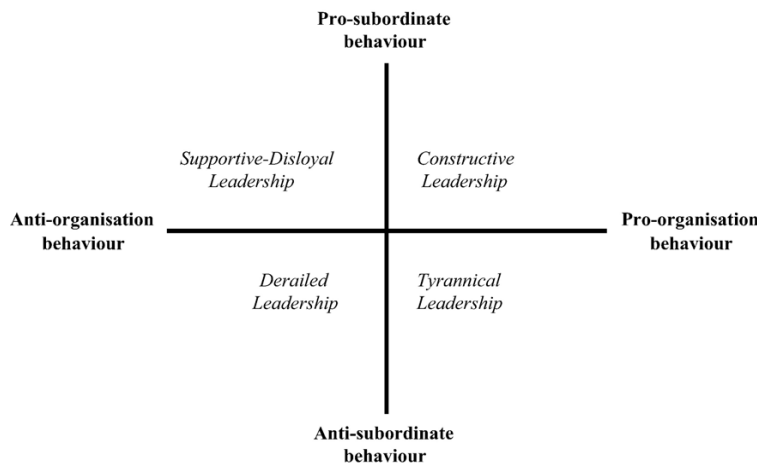 Pro-subordinate
behaviour
Supportive-Disloyal
Leadership
Constructive
Leadership
Anti-organisation
behaviour
Pro-organisation
behaviour
Derailed
Leadership
Tyrannical
Leadership
Anti-subordinate
behaviour